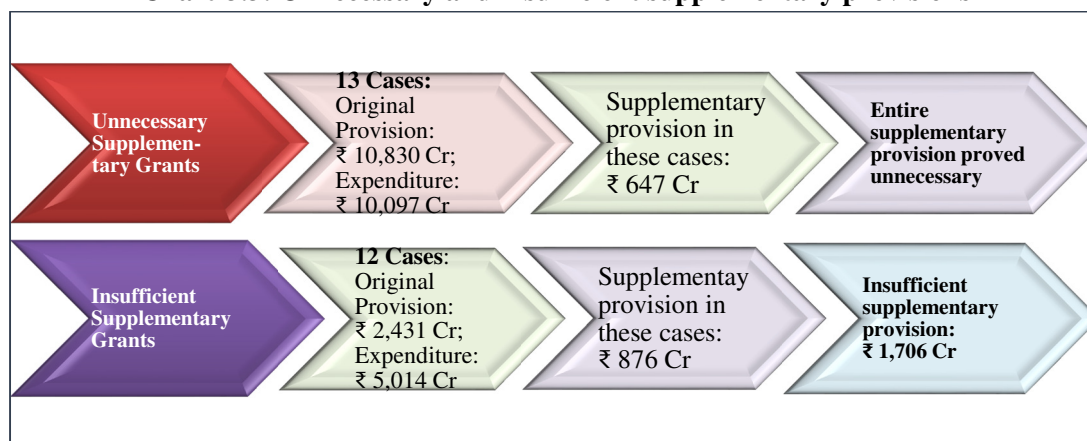 Unnecessary
Supplemen-
tary Grants
13 Cases:
Original
Provision:
₹ 10,830 Cr;
Expenditure:
₹ 10,097 Cr
Supplementary
provision in
these cases:
₹ 647 Cr
Entire
supplementary
provision proved
unnecessary
Insufficient
Supplementary
Grants
12 Cases:
Original
Provision:
₹ 2,431 Cr;
Expenditure:
₹ 5,014 Cr
Supplementay
provision in
these cases:
₹ 876 Cr
Insufficient
supplementary
provision:
₹ 1,706 Cr